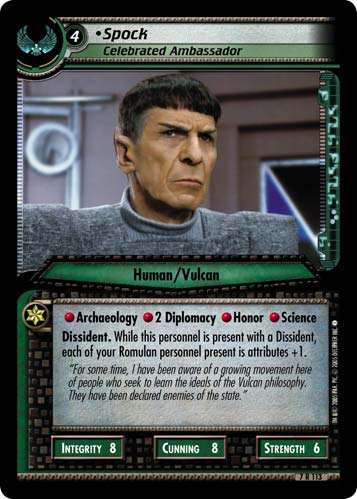 4
•Spock
Celebrated Ambassador
Human/Vulcan
Archaeology 2 Diplomacy Honor Science
Dissident. While this personnel is present with a Dissident,
each of your Romulan personnel present is attributes +1.
"For some time, I have been aware of a growing movement here
of people who seek to learn the ideals of the Vulcan philosophy.
They have been declared enemies of the state."
INTEGRITY 8 CUNNING 8 STRENGTH 6
7 R 113